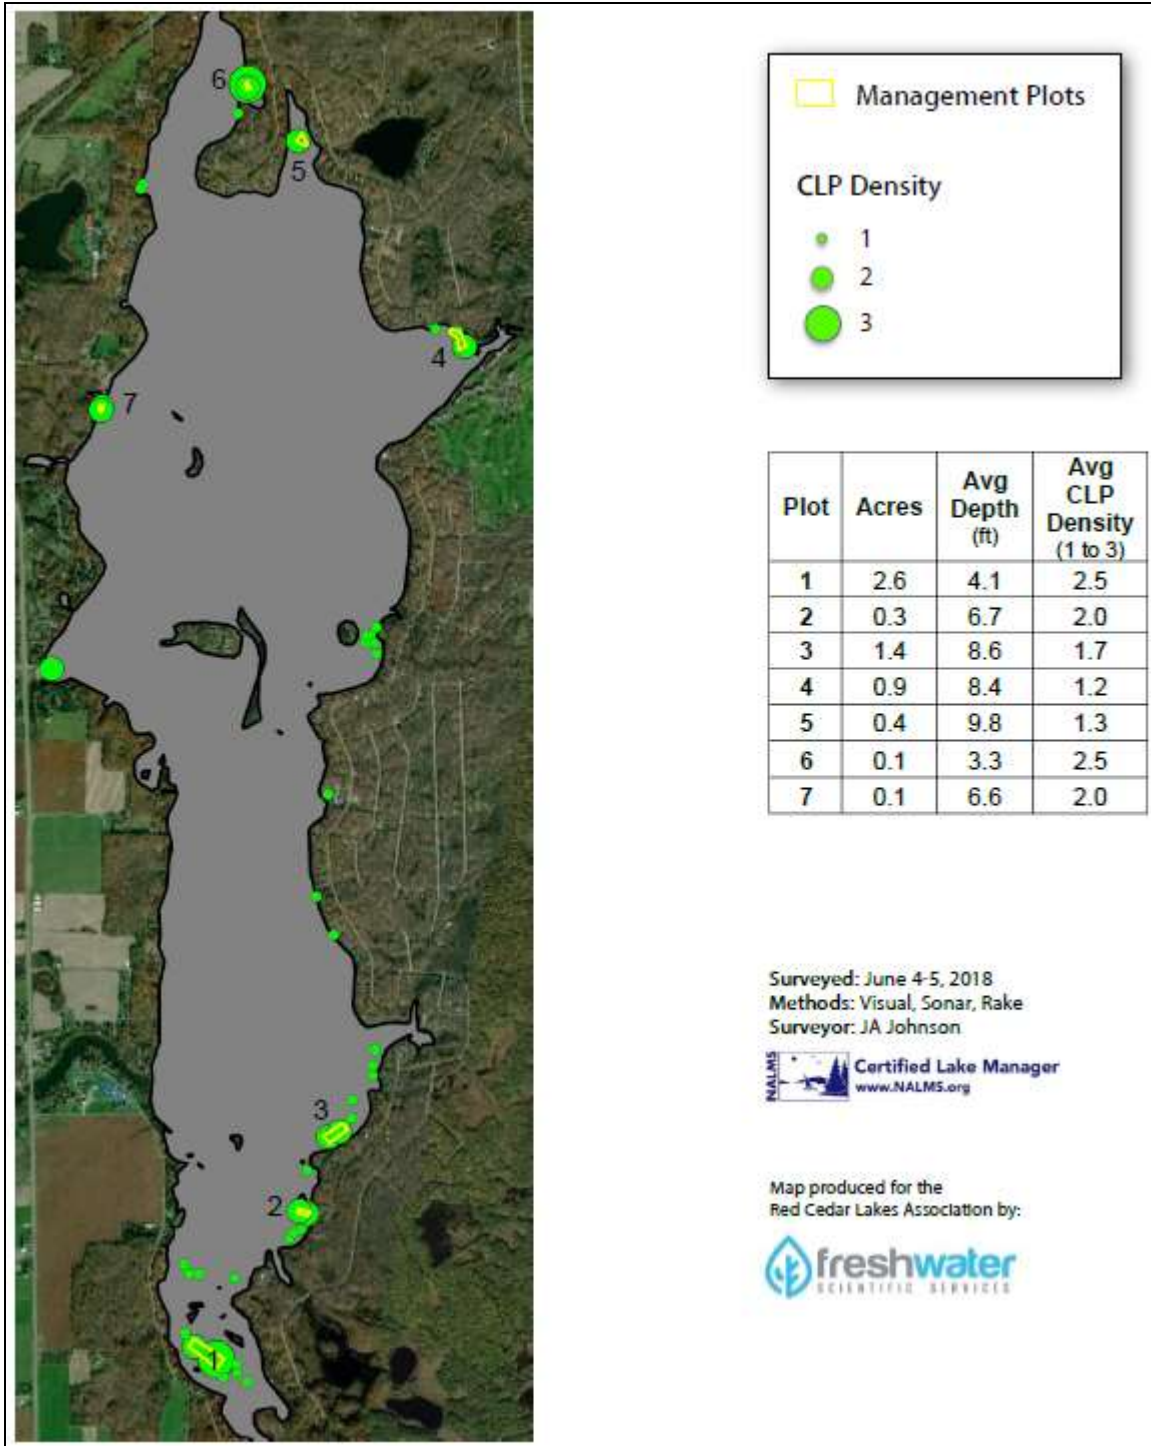 6
5
4
7
3
2
1
Management Plots
CLP Density
1
2
3
Plot Acres Avg Depth (ft) Avg CLP Density (1 to 3)
1 2.6 4.1 2.5
2 0.3 6.7 2.0
3 1.4 8.6 1.7
4 0.9 8.4 1.2
5 0.4 9.8 1.3
6 0.1 3.3 2.5
7 0.1 6.6 2.0
Surveyed: June 4-5, 2018
Methods: Visual, Sonar, Rake
Surveyor: JA Johnson
NALMS
Certified Lake Manager
www.NALMS.org
Map produced for the
Red Cedar Lakes Association by:
freshwater
SCIENTIFIC SERVICES